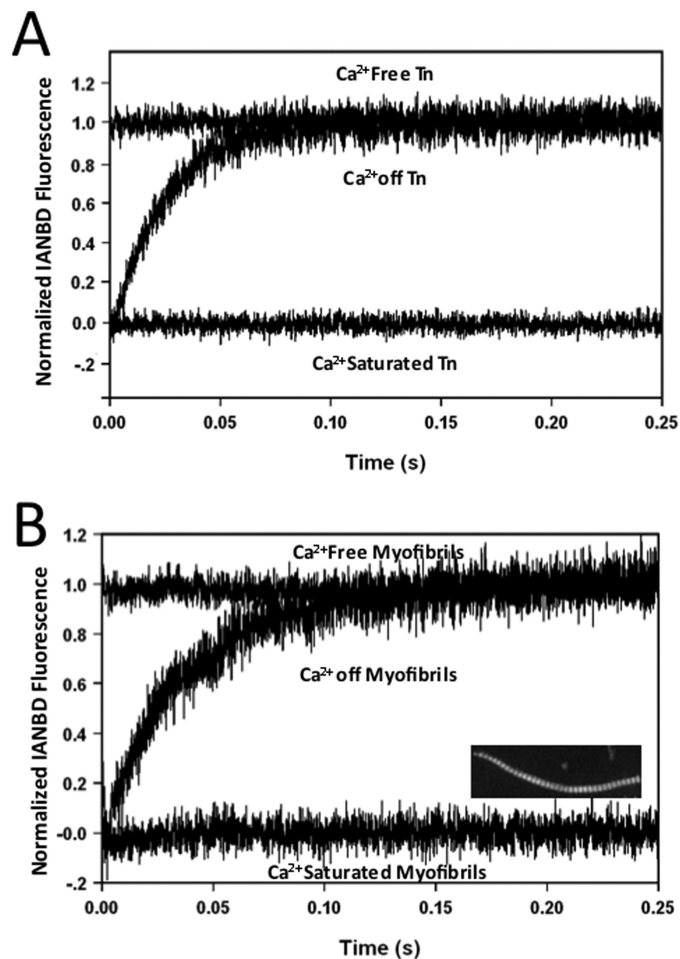 A
Normalized IANBD Fluorescence
1.2
1.0
0.8
0.6
0.4
0.2
0.0
-.2
Ca²⁺Free Tn
Ca²⁺off Tn
Ca²⁺Saturated Tn
0.00 0.05 0.10 0.15 0.20 0.25
Time (s)
B
Normalized IANBD Fluorescence
1.2
1.0
0.8
0.6
0.4
0.2
-0.0
-.2
Ca²⁺Free Myofibrils
Ca²⁺off Myofibrils
Ca²⁺Saturated Myofibrils
0.00 0.05 0.10 0.15 0.20 0.25
Time (s)